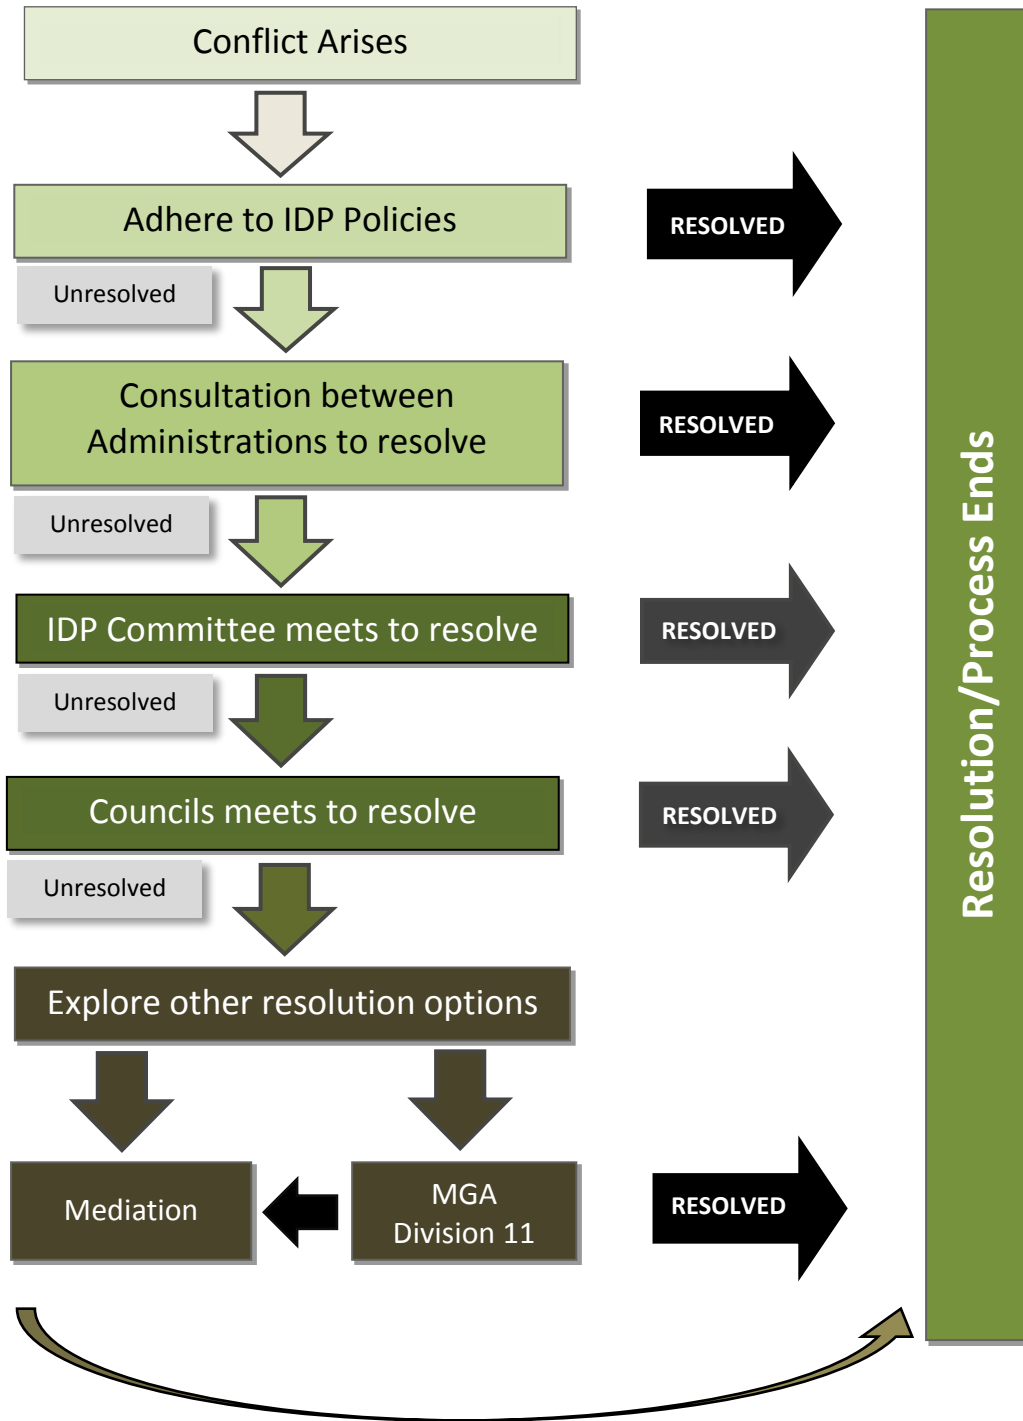 Conflict Arises
Adhere to IDP Policies
RESOLVED
Unresolved
Consultation between
Administrations to resolve
RESOLVED
Unresolved
IDP Committee meets to resolve
RESOLVED
Unresolved
Councils meets to resolve
RESOLVED
Unresolved
Explore other resolution options
Mediation
MGA
Division 11
RESOLVED
Resolution/Process Ends